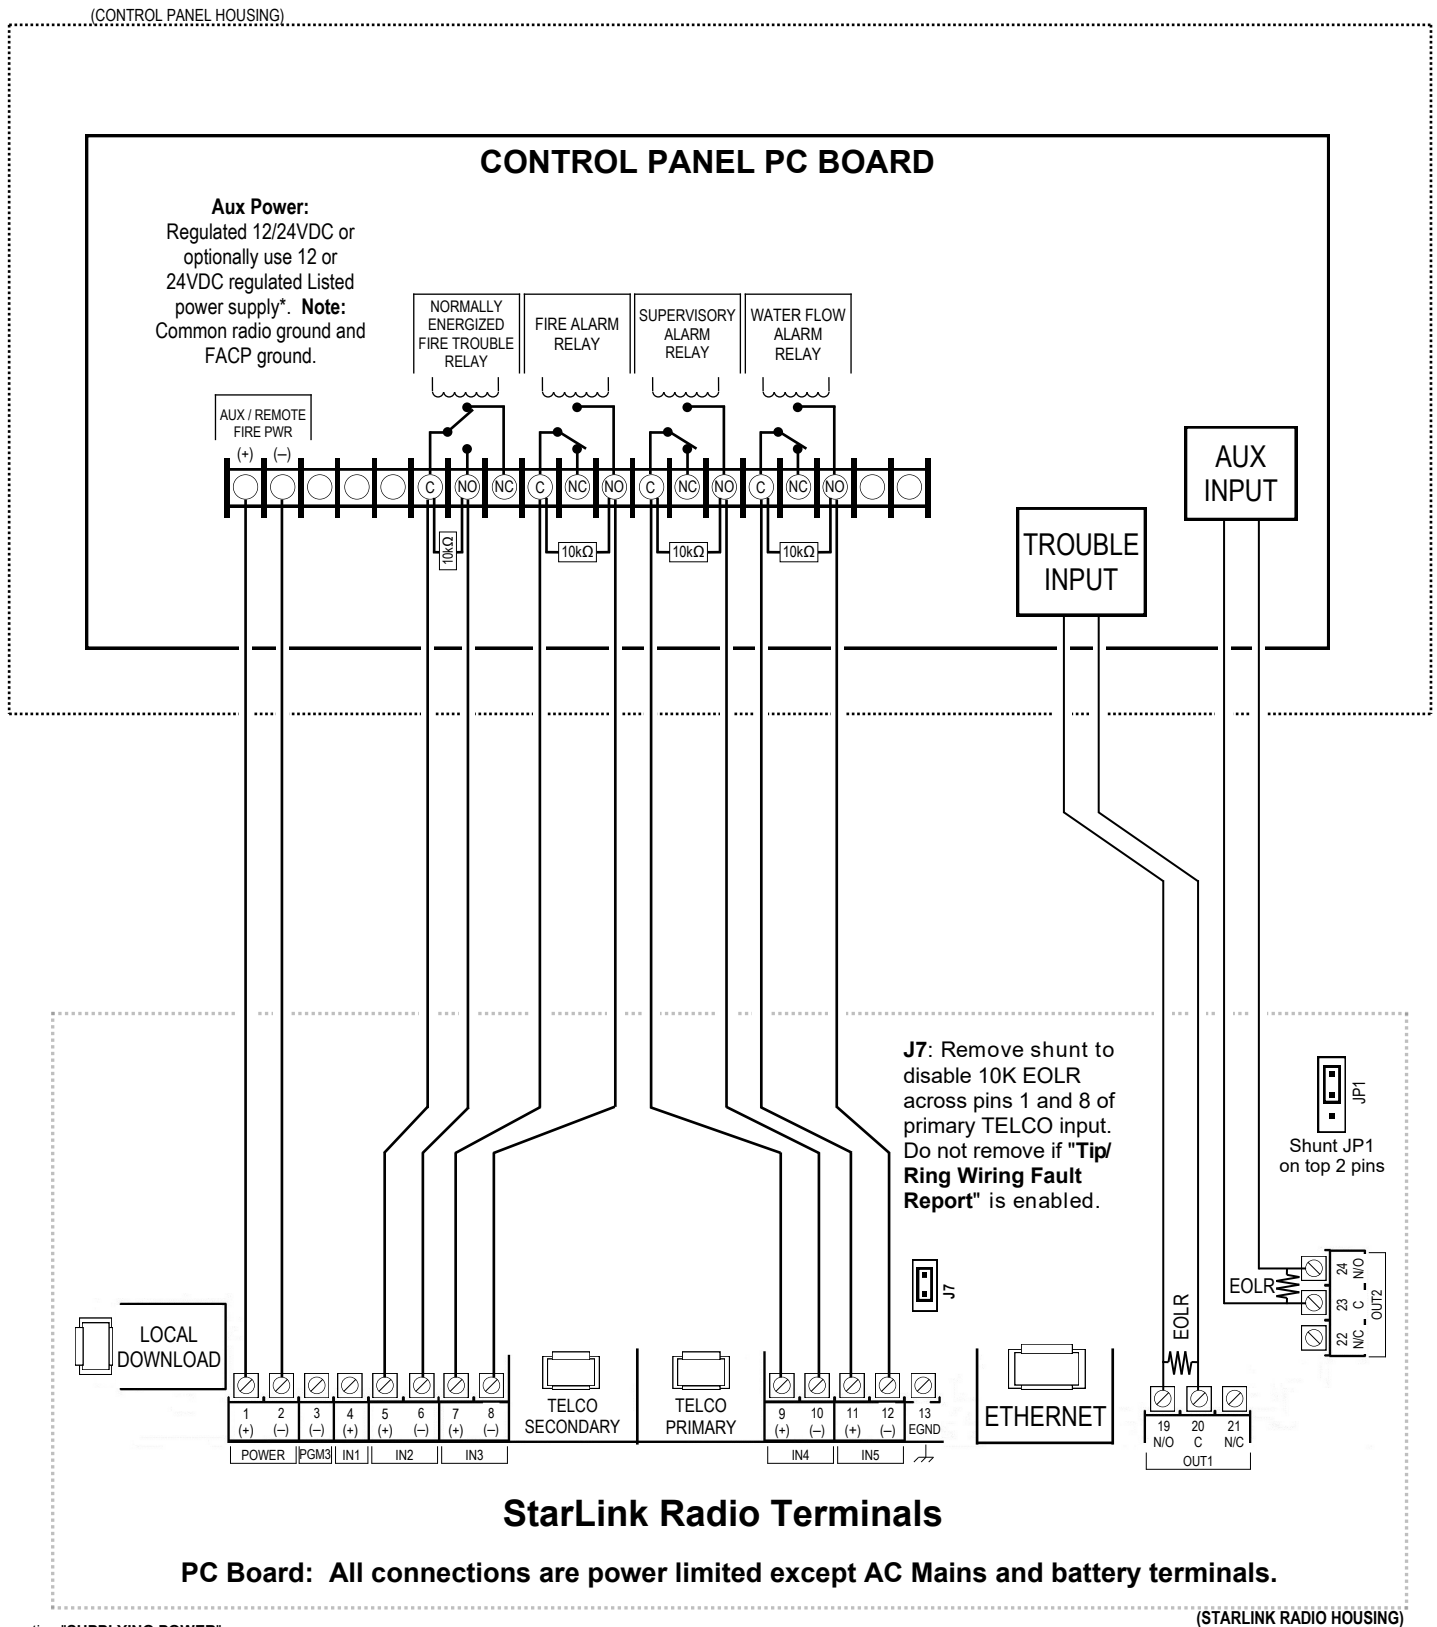 (CONTROL PANEL HOUSING)
CONTROL PANEL PC BOARD
Aux Power:
Regulated 12/24VDC or
optionally use 12 or
24VDC regulated Listed
power supply*. Note:
Common radio ground and
FACP ground.
NORMALLY
ENERGIZED
FIRE TROUBLE
RELAY
FIRE ALARM
RELAY
SUPERVISORY
ALARM
RELAY
WATER FLOW
ALARM
RELAY
AUX / REMOTE
FIRE PWR
(+) (–)
C NO NC C NC NO C NC NO C NC NO
10kΩ
10kΩ
10kΩ
10kΩ
AUX
INPUT
TROUBLE
INPUT
J7: Remove shunt to
disable 10K EOLR
across pins 1 and 8 of
primary TELCO input.
Do not remove if "Tip/
Ring Wiring Fault
Report" is enabled.
JP1
Shunt JP1
on top 2 pins
J7
EOLR
EOLR
24 N/O
23 C
22 N/C
OUT2
LOCAL
DOWNLOAD
TELCO
SECONDARY
TELCO
PRIMARY
ETHERNET
1 2 3 4 5 6 7 8
(+) (–) (–) (+) (+) (–) (+) (–)
POWER PGM3 IN1 IN2 IN3
9 10 11 12 13
(+) (–) (+) (–) EGND
IN4 IN5
19 20 21
N/O C N/C
OUT1
StarLink Radio Terminals
PC Board: All connections are power limited except AC Mains and battery terminals.
(STARLINK RADIO HOUSING)
"SUPPLYING POWER"